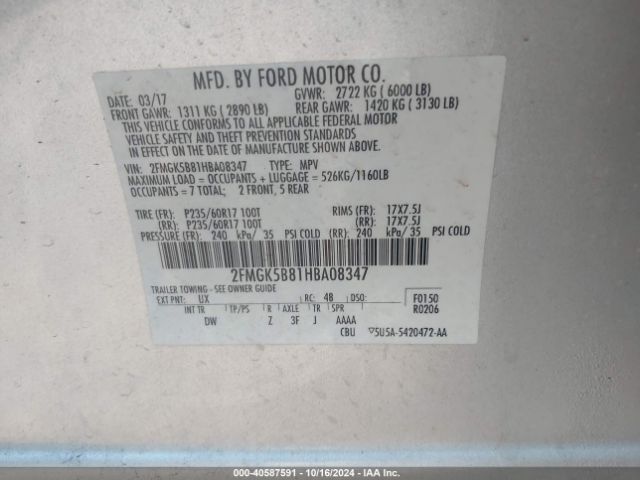 MFD. BY FORD MOTOR CO.
DATE: 03/17 GVWR: 2722 KG ( 6000 LB)
FRONT GAWR: 1311 KG ( 2890 LB) REAR GAWR: 1420 KG ( 3130 LB)
THIS VEHICLE CONFORMS TO ALL APPLICABLE FEDERAL MOTOR
VEHICLE SAFETY AND THEFT PREVENTION STANDARDS
IN EFFECT ON THE DATE OF MANUFACTURE SHOWN ABOVE.
VIN: 2FMGK5B81HBA08347 TYPE: MPV
MAXIMUM LOAD = OCCUPANTS + LUGGAGE = 526KG/1160LB
OCCUPANTS = 7 TOTAL; 2 FRONT, 5 REAR
TIRE (FR): P235/60R17 100T RIMS (FR): 17X7.5J
(RR): P235/60R17 100T (RR): 17X7.5J
PRESSURE (FR): 240 kPa/ 35 PSI COLD (RR): 240 kPa/ 35 PSI COLD
2FMGK5B81HBA08347
TRAILER TOWING - SEE OWNER GUIDE
EXT PNT: UX RC: 48 DSO: F0150
INT TR TP/PS R AXLE TR SPR R0206
DW Z 3F J AAAA
CBU 5U5A-5420472-AA
000-40587591 - 10/16/2024 - IAA Inc.